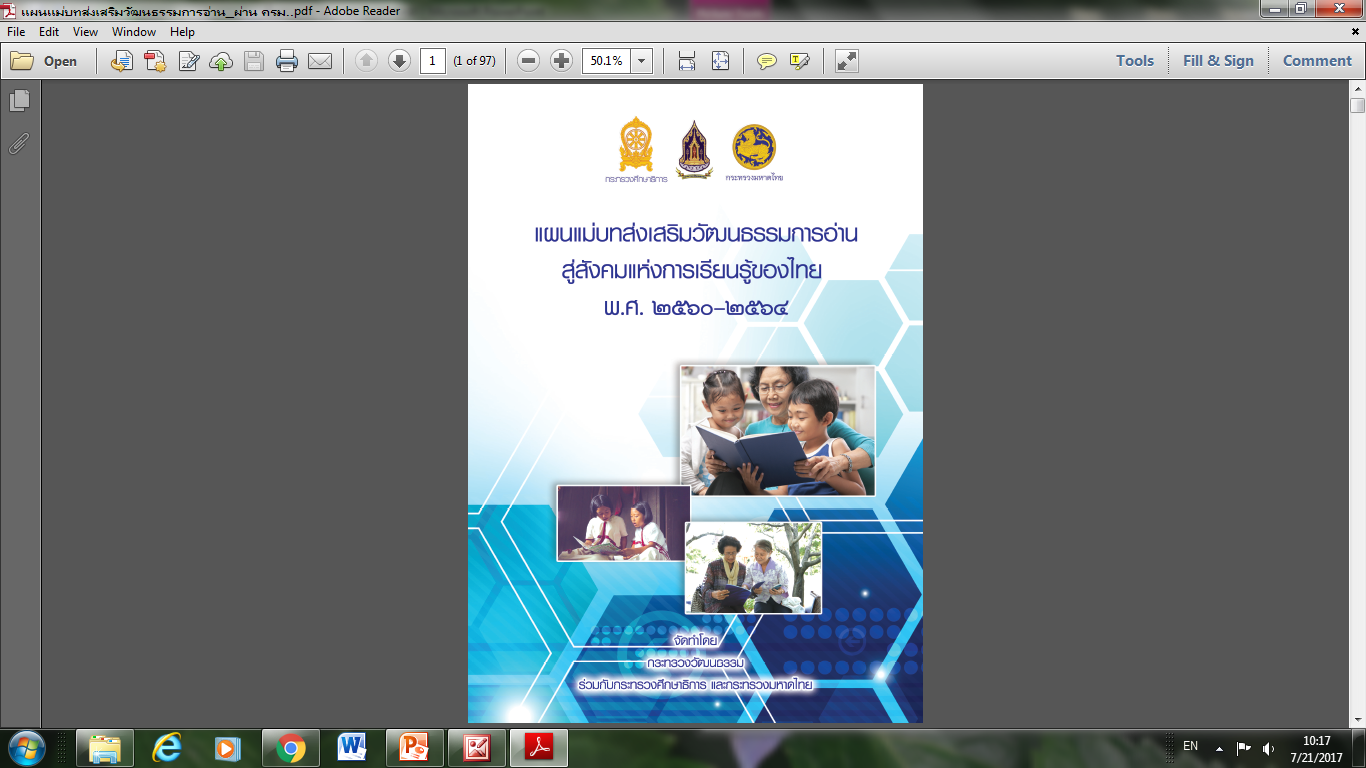 แผนแม่บทส่งเสริมวัฒนธรรมการอ่าน_ผ่าน ครม..pdf - Adobe Reader
File Edit View Window Help
Open 1 (1 of 97) 50.1% Tools Fill & Sign Comment
กระทรวงศึกษาธิการ กระทรวงมหาดไทย
แผนแม่บทส่งเสริมวัฒนธรรมการอ่าน
สู่สังคมแห่งการเรียนรู้ของไทย
พ.ศ. ๒๕๖๐-๒๕๖๔
จัดทำโดย
กระทรวงวัฒนธรรม
ร่วมกับกระทรวงศึกษาธิการ และกระทรวงมหาดไทย
EN 10:17
7/21/2017